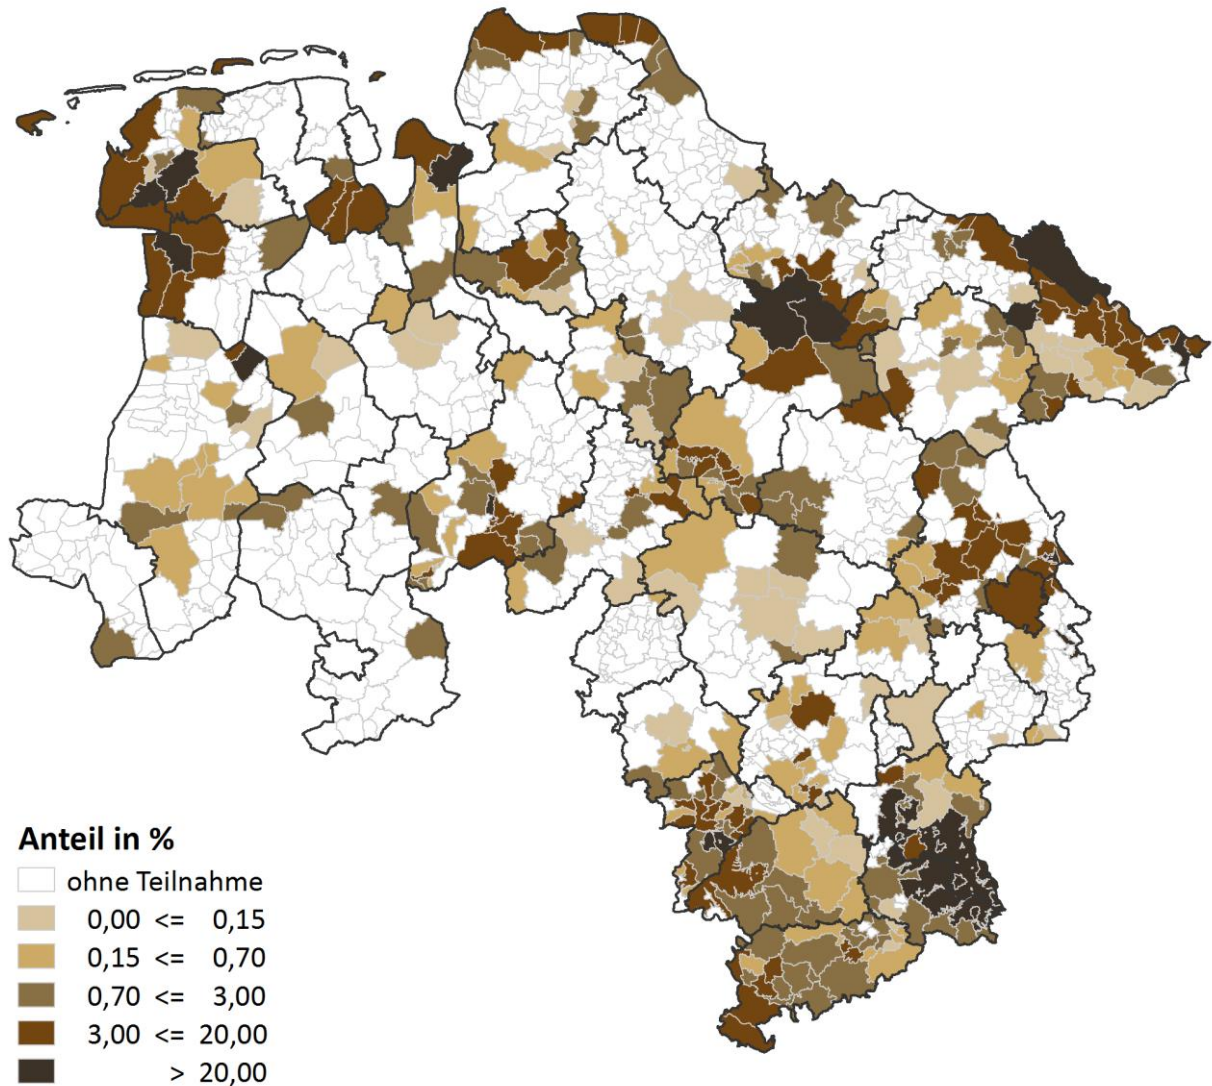 Anteil in %
ohne Teilnahme
0,00 <= 0,15
0,15 <= 0,70
0,70 <= 3,00
3,00 <= 20,00
> 20,00